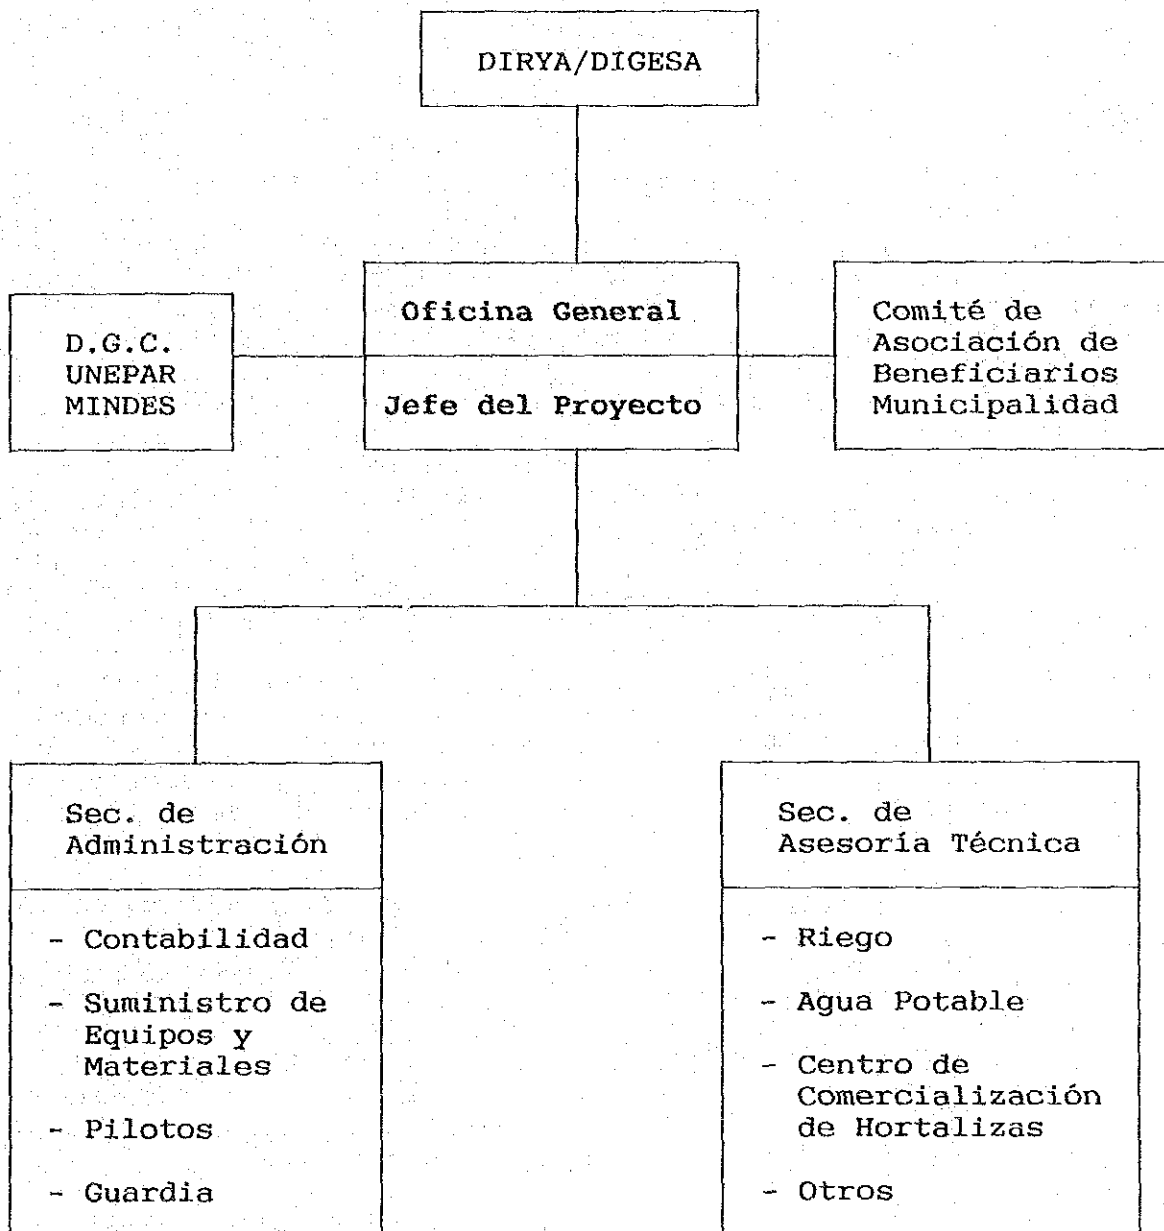 DIRYA/DIGESA
D.G.C.
UNEPAR
MINDES
Oficina General
Jefe del Proyecto
Comité de
Asociación de
Beneficiarios
Municipalidad
Sec. de
Administración
- Contabilidad
- Suministro de
Equipos y
Materiales
- Pilotos
- Guardia
Sec. de
Asesoría Técnica
- Riego
- Agua Potable
- Centro de
Comercialización
de Hortalizas
- Otros